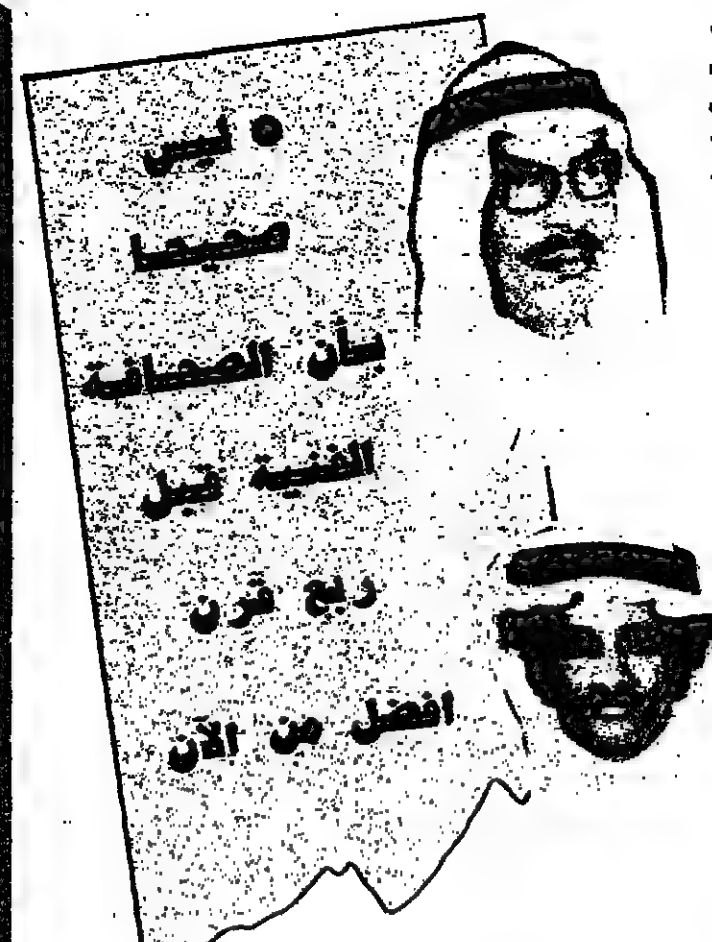 ● ليس
صحيحا
بأن الصحافة
الفنية قبل
ربع قرن
افضل من الآن